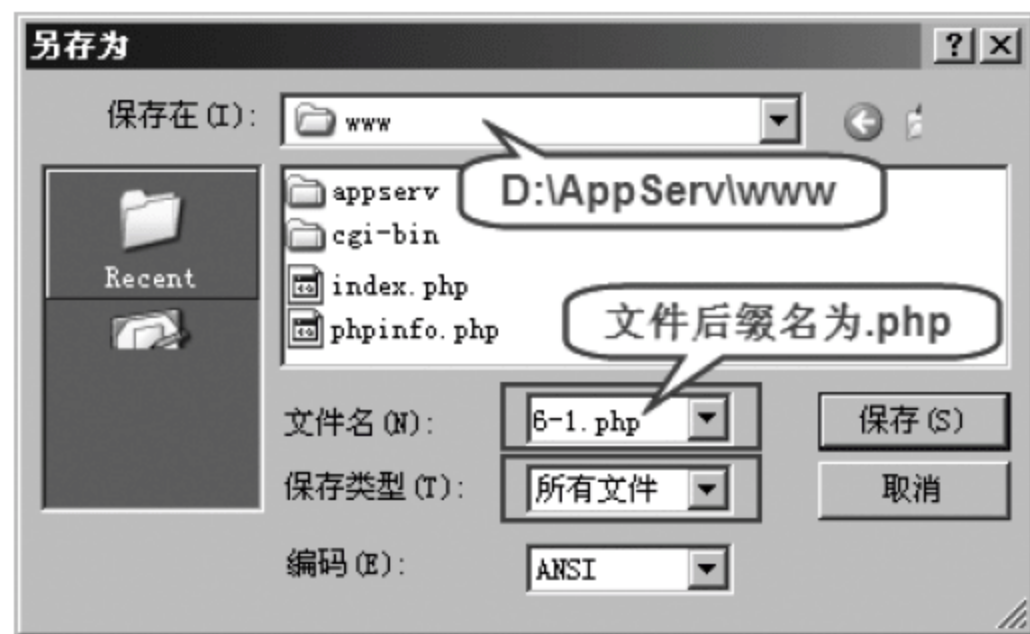 另存为
保存在(I):
www
D:\AppServ\www
appserv
cgi-bin
index.php
phpinfo.php
Recent
文件后缀名为.php
文件名(N):
6-1.php
保存(S)
保存类型(T):
所有文件
取消
编码(E):
ANSI